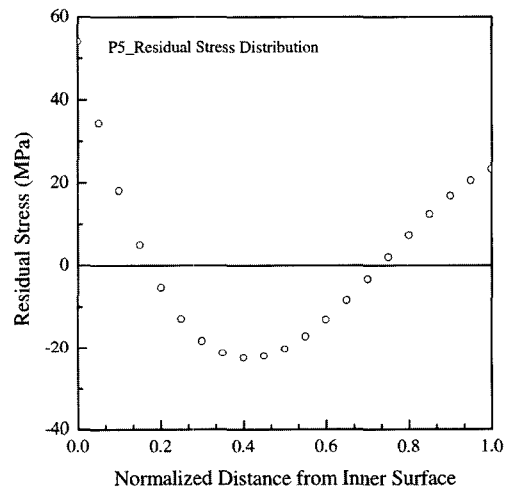 60
P5_Residual Stress Distribution
40
20
0
-20
-40
Residual Stress (MPa)
0.0 0.2 0.4 0.6 0.8 1.0
Normalized Distance from Inner Surface